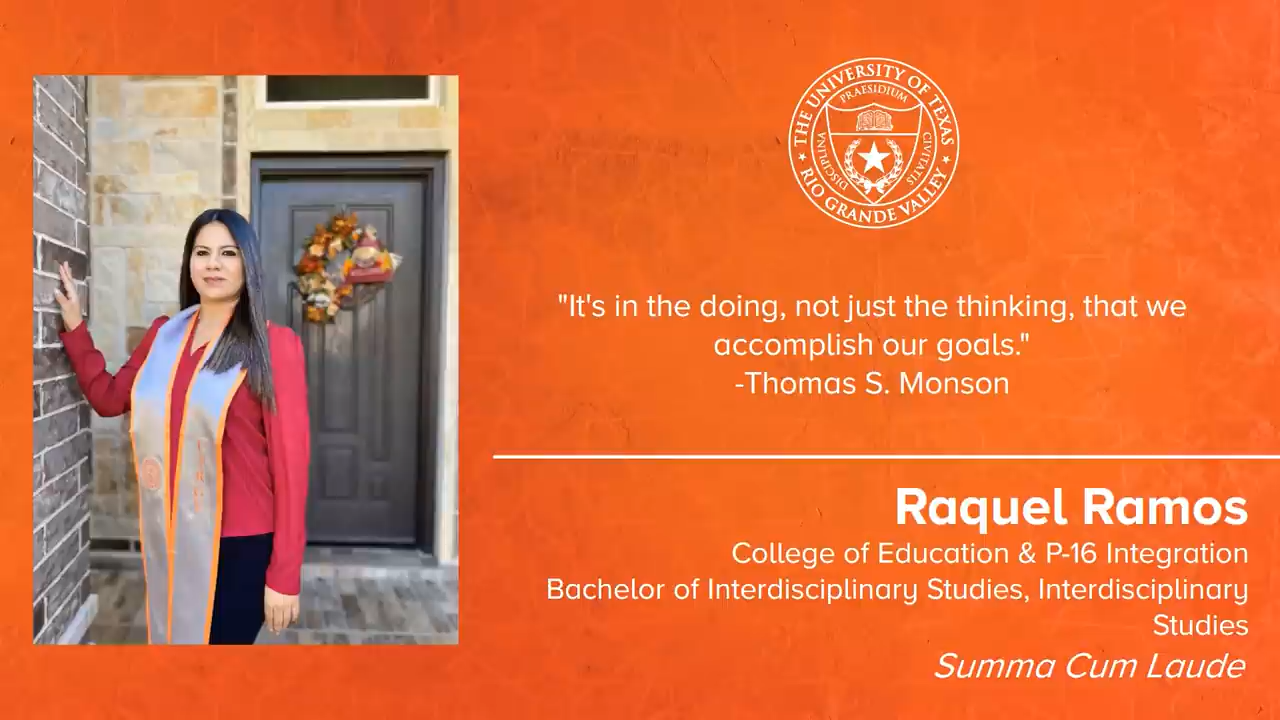 THE UNIVERSITY OF TEXAS
PRAESIDIUM
DISCIPLINA
CIVITATIS
RIO GRANDE VALLEY
"It's in the doing, not just the thinking, that we
accomplish our goals."
-Thomas S. Monson
Raquel Ramos
College of Education & P-16 Integration
Bachelor of Interdisciplinary Studies, Interdisciplinary
Studies
Summa Cum Laude